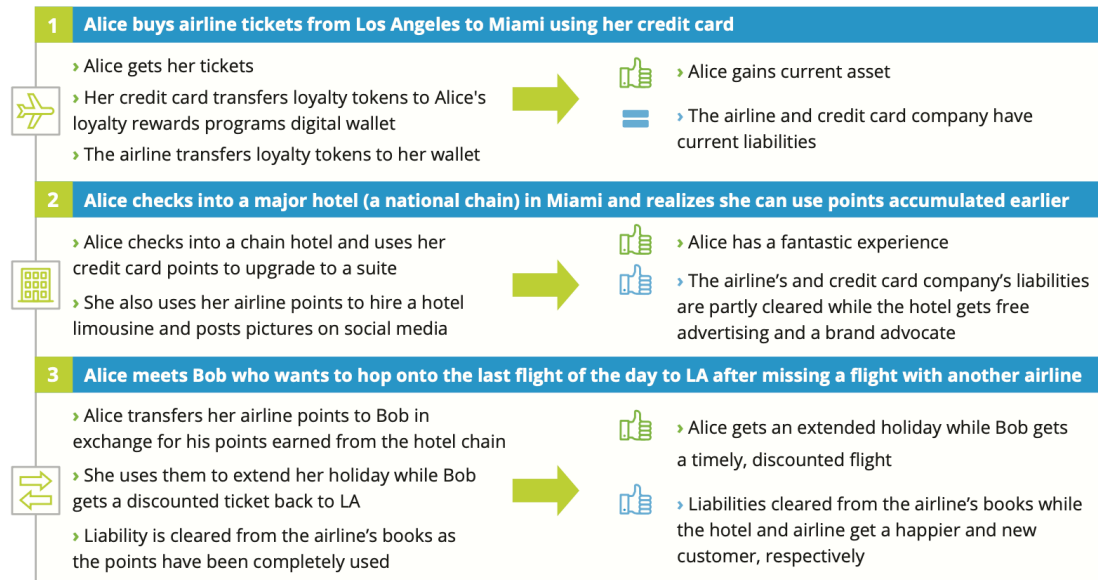 1 Alice buys airline tickets from Los Angeles to Miami using her credit card
› Alice gets her tickets
› Her credit card transfers loyalty tokens to Alice's
loyalty rewards programs digital wallet
› The airline transfers loyalty tokens to her wallet
› Alice gains current asset
› The airline and credit card company have
current liabilities
2 Alice checks into a major hotel (a national chain) in Miami and realizes she can use points accumulated earlier
› Alice checks into a chain hotel and uses her
credit card points to upgrade to a suite
› She also uses her airline points to hire a hotel
limousine and posts pictures on social media
› Alice has a fantastic experience
› The airline’s and credit card company’s liabilities
are partly cleared while the hotel gets free
advertising and a brand advocate
3 Alice meets Bob who wants to hop onto the last flight of the day to LA after missing a flight with another airline
› Alice transfers her airline points to Bob in
exchange for his points earned from the hotel chain
› She uses them to extend her holiday while Bob
gets a discounted ticket back to LA
› Liability is cleared from the airline’s books as
the points have been completely used
› Alice gets an extended holiday while Bob gets
a timely, discounted flight
› Liabilities cleared from the airline’s books while
the hotel and airline get a happier and new
customer, respectively